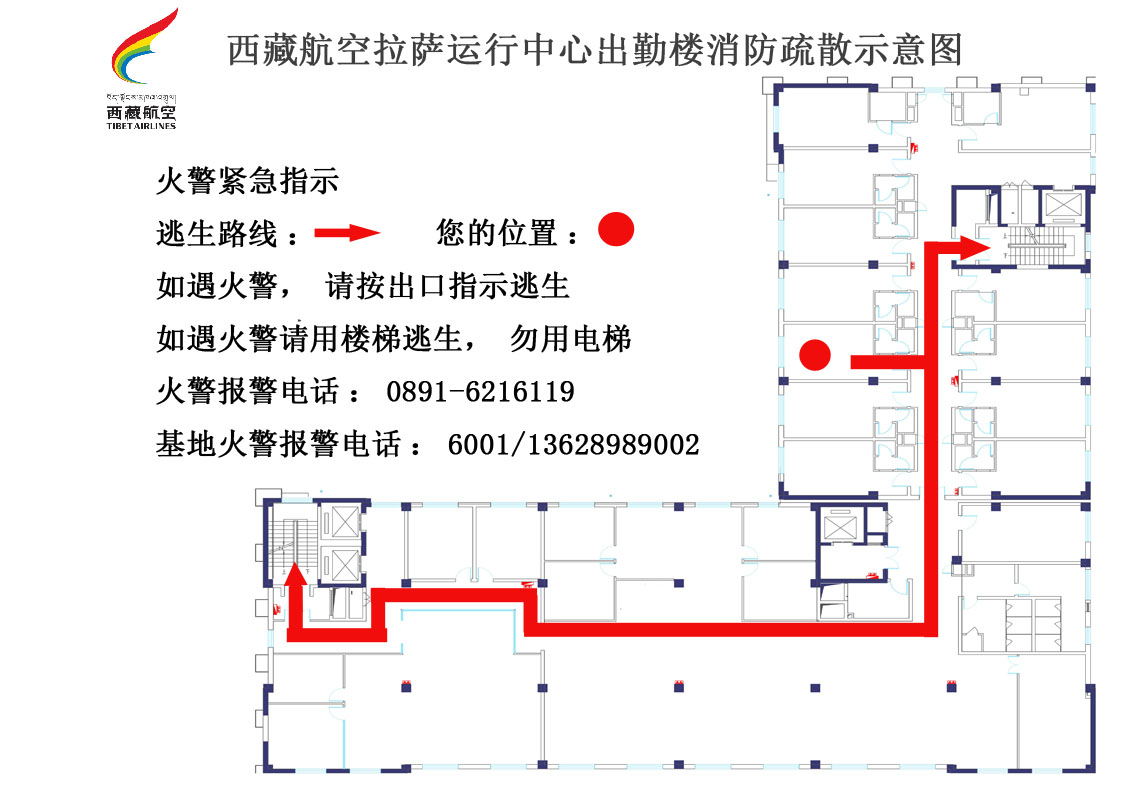 西藏航空拉萨运行中心出勤楼消防疏散示意图
西藏航空
TIBET AIRLINES
火警紧急指示
逃生路线： 您的位置：
如遇火警， 请按出口指示逃生
如遇火警请用楼梯逃生， 勿用电梯
火警报警电话： 0891-6216119
基地火警报警电话： 6001/13628989002
上
下
上
下